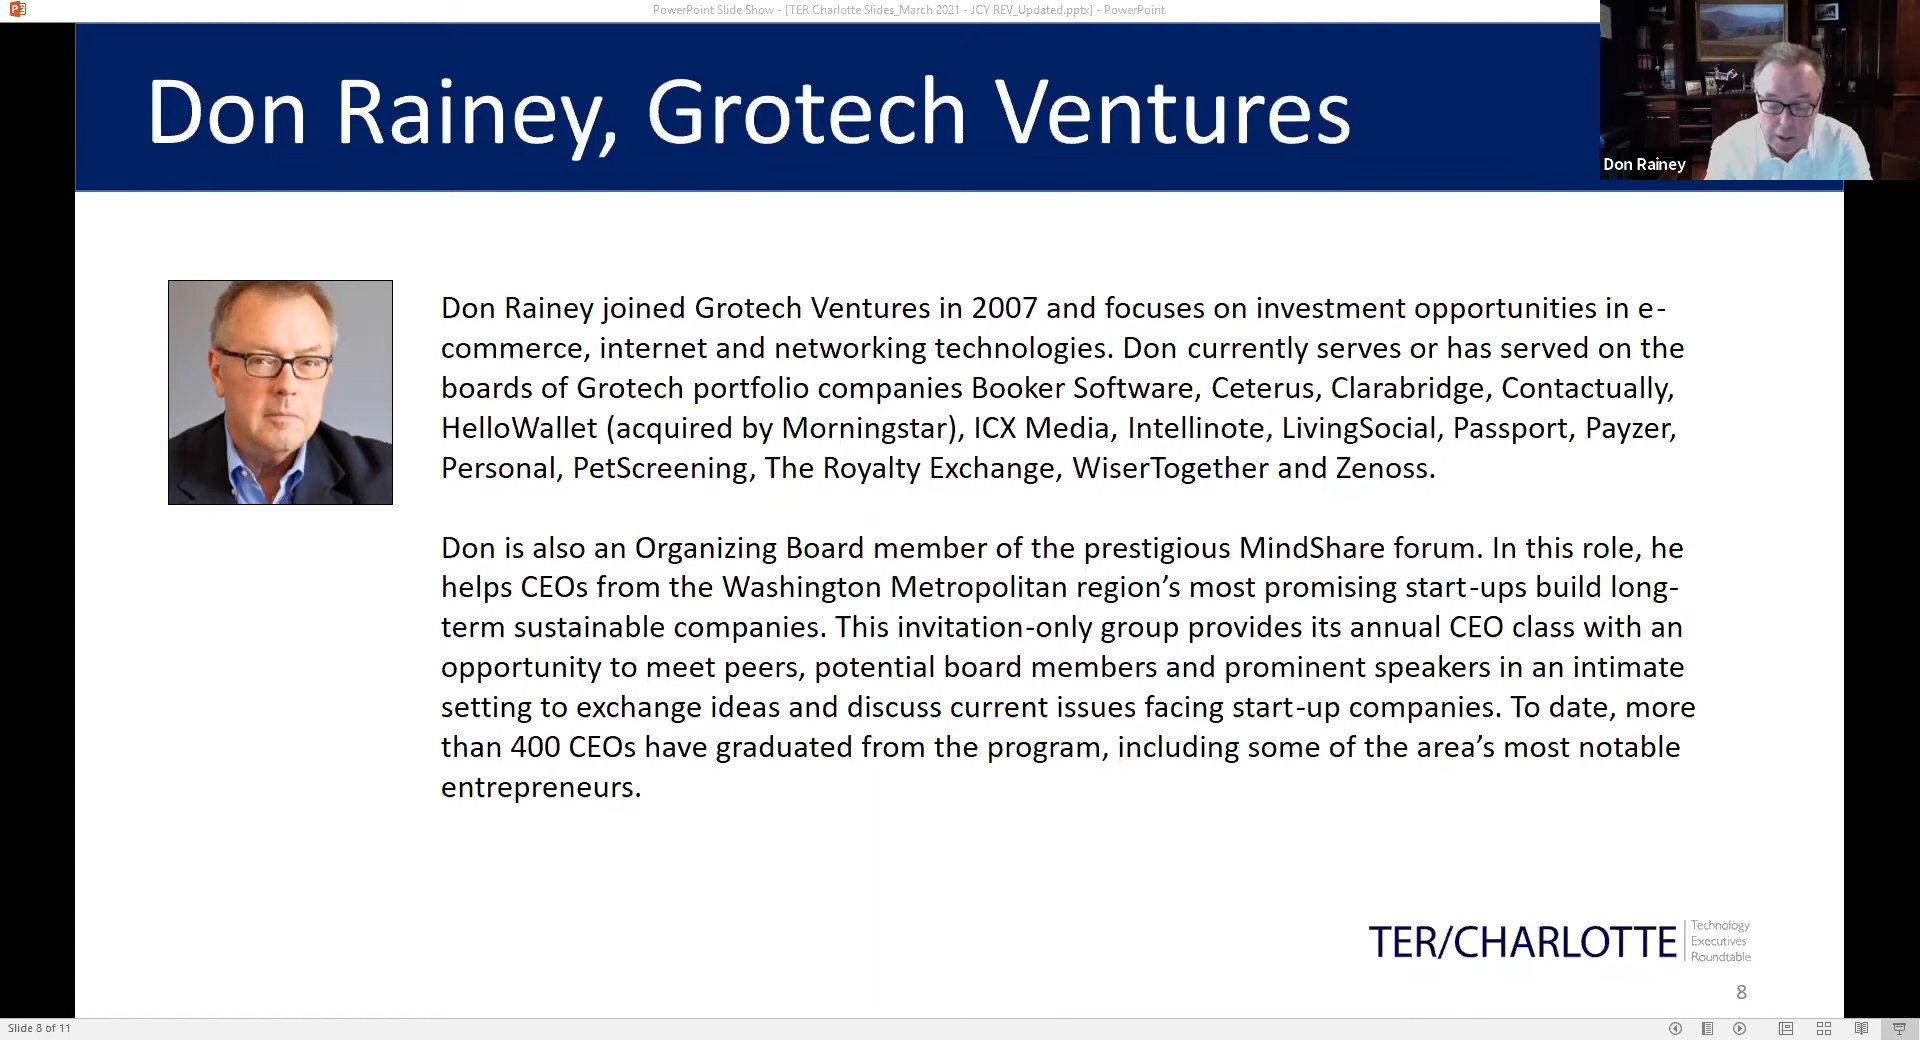 PowerPoint Slide Show - [TER Charlotte Slides_March 2021 - JCY REV_Updated.pptx] - PowerPoint
Don Rainey, Grotech Ventures
Don Rainey
Don Rainey joined Grotech Ventures in 2007 and focuses on investment opportunities in e-
commerce, internet and networking technologies. Don currently serves or has served on the
boards of Grotech portfolio companies Booker Software, Ceterus, Clarabridge, Contactually,
HelloWallet (acquired by Morningstar), ICX Media, Intellinote, LivingSocial, Passport, Payzer,
Personal, PetScreening, The Royalty Exchange, WiserTogether and Zenoss.
Don is also an Organizing Board member of the prestigious MindShare forum. In this role, he
helps CEOs from the Washington Metropolitan region’s most promising start-ups build long-
term sustainable companies. This invitation-only group provides its annual CEO class with an
opportunity to meet peers, potential board members and prominent speakers in an intimate
setting to exchange ideas and discuss current issues facing start-up companies. To date, more
than 400 CEOs have graduated from the program, including some of the area’s most notable
entrepreneurs.
TER/CHARLOTTE
Technology
Executives
Roundtable
8
Slide 8 of 11